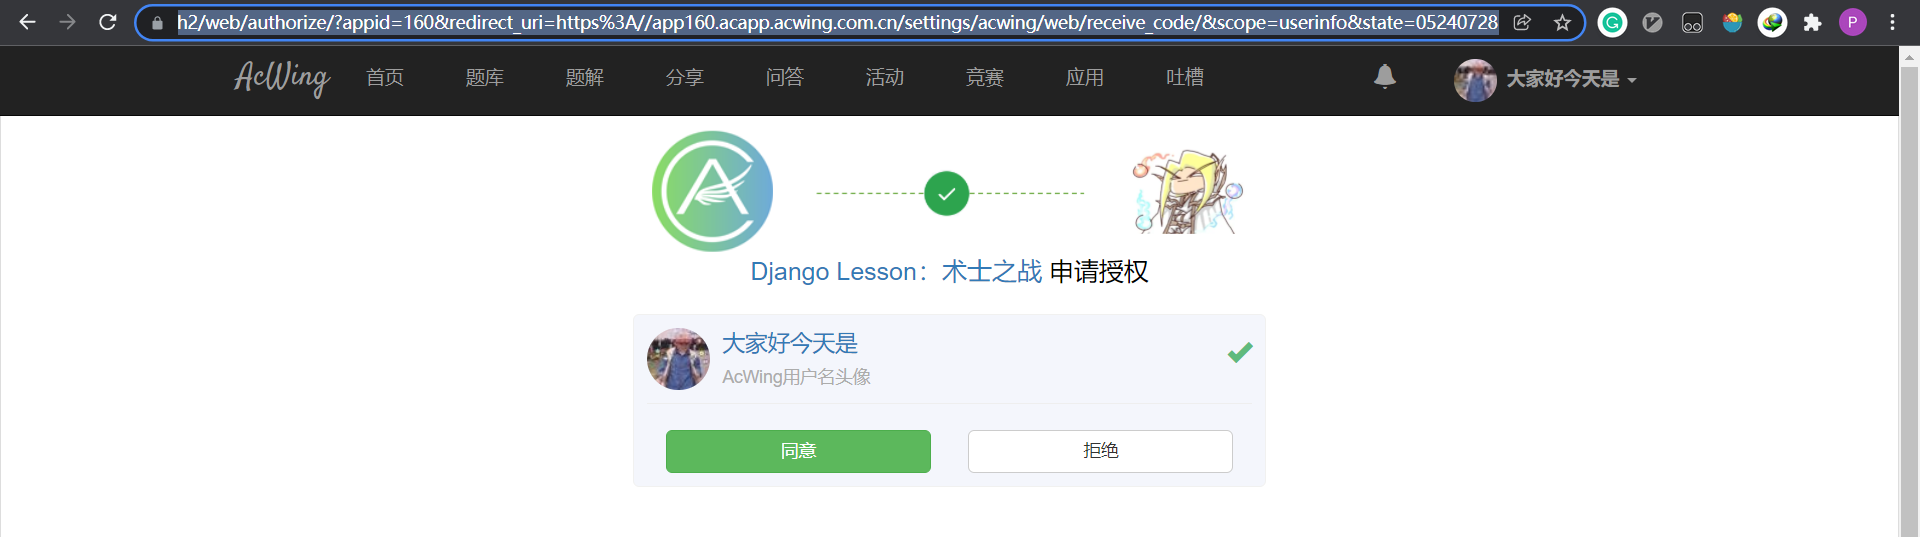 h2/web/authorize/?appid=160&redirect_uri=https%3A//app160.acapp.acwing.com.cn/settings/acwing/web/receive_code/&scope=userinfo&state=05240728
P
AcWing 首页 题库 题解 分享 问答 活动 竞赛 应用 吐槽 大家好今天是
Django Lesson：术士之战 申请授权
大家好今天是
AcWing用户名头像
同意 拒绝